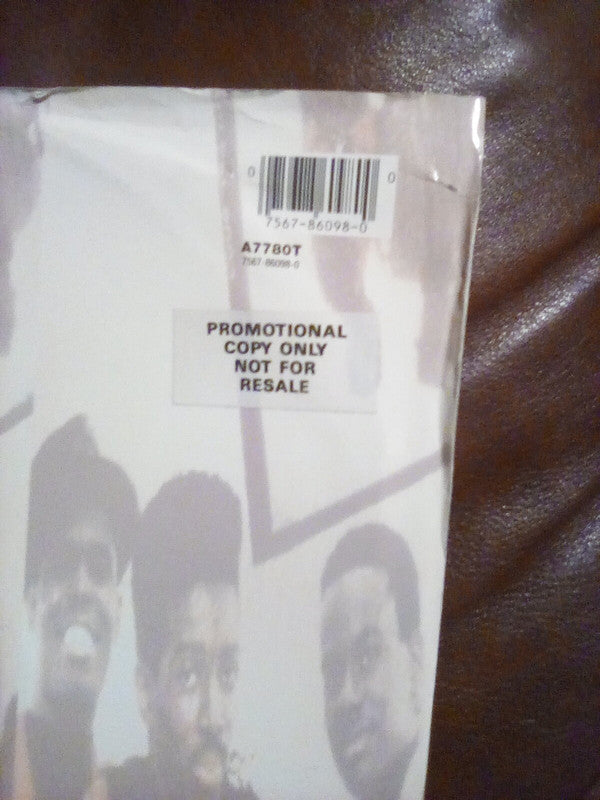 0 0
7567-86098-0
A7780T
7567-86098-0
PROMOTIONAL
COPY ONLY
NOT FOR
RESALE